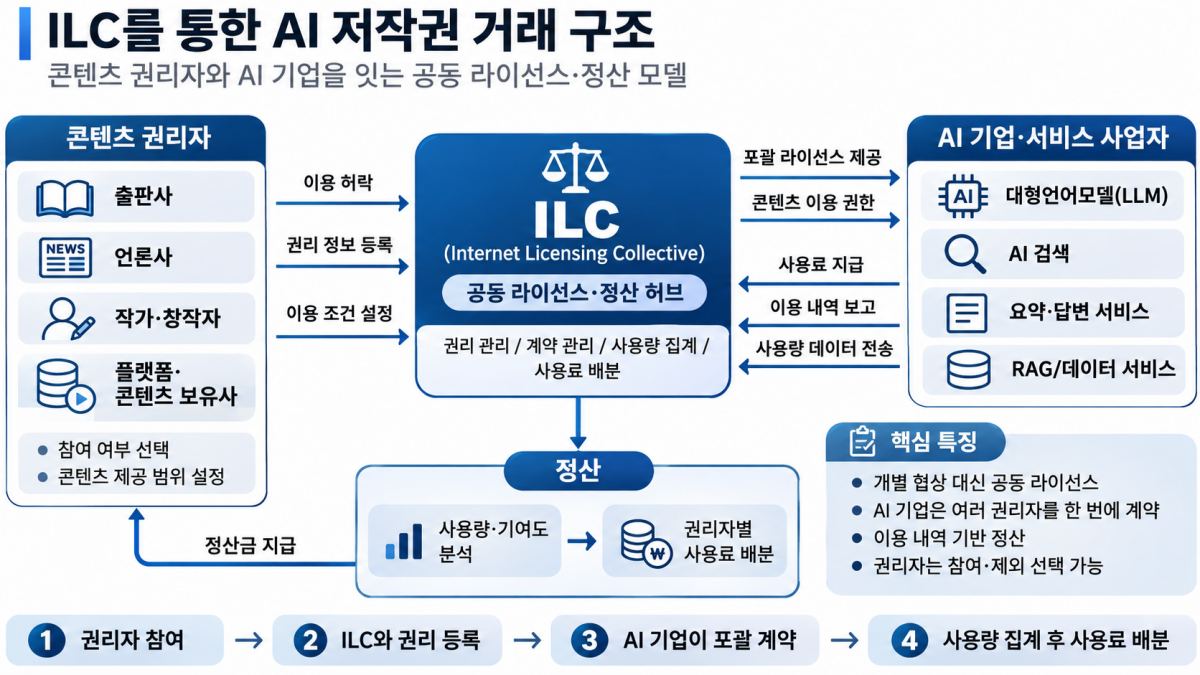 ILC를 통한 AI 저작권 거래 구조
콘텐츠 권리자와 AI 기업을 잇는 공동 라이선스·정산 모델
콘텐츠 권리자
출판사
NEWS
언론사
작가·창작자
플랫폼·
콘텐츠 보유사
• 참여 여부 선택
• 콘텐츠 제공 범위 설정
이용 허락
권리 정보 등록
이용 조건 설정
ILC
(Internet Licensing Collective)
공동 라이선스·정산 허브
권리 관리 / 계약 관리 / 사용량 집계 /
사용료 배분
포괄 라이선스 제공
콘텐츠 이용 권한
사용료 지급
이용 내역 보고
사용량 데이터 전송
AI 기업·서비스 사업자
AI
대형언어모델(LLM)
AI 검색
요약·답변 서비스
RAG/데이터 서비스
정산
사용량·기여도
분석
₩
권리자별
사용료 배분
정산금 지급
핵심 특징
• 개별 협상 대신 공동 라이선스
• AI 기업은 여러 권리자를 한 번에 계약
• 이용 내역 기반 정산
• 권리자는 참여·제외 선택 가능
1 권리자 참여
2 ILC와 권리 등록
3 AI 기업이 포괄 계약
4 사용량 집계 후 사용료 배분